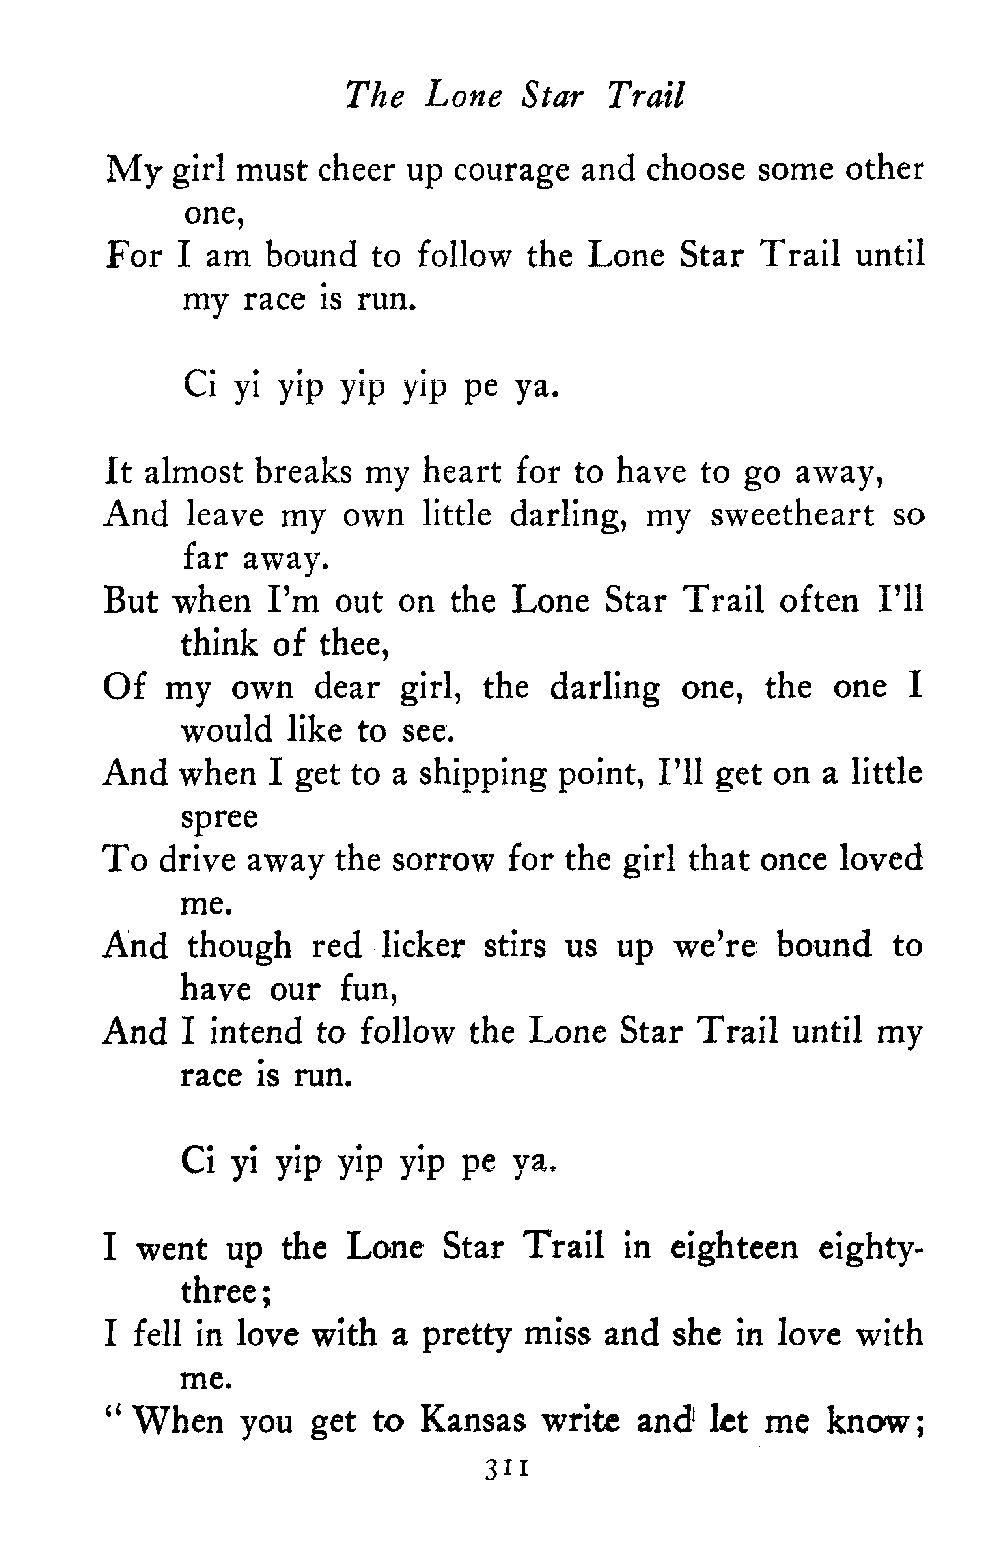 The Lone Star Trail
My girl must cheer up courage and choose some other
one,
For I am bound to follow the Lone Star Trail until
my race is run.
Ci yi yip yip yip pe ya.
It almost breaks my heart for to have to go away,
And leave my own little darling, my sweetheart so
far away.
But when I'm out on the Lone Star Trail often I'll
think of thee,
Of my own dear girl, the darling one, the one I
would like to see.
And when I get to a shipping point, I'll get on a little
spree
To drive away the sorrow for the girl that once loved
me.
And though red licker stirs us up we're bound to
have our fun,
And I intend to follow the Lone Star Trail until my
race is run.
Ci yi yip yip yip pe ya.
I went up the Lone Star Trail in eighteen eighty-
three;
I fell in love with a pretty miss and she in love with
me.
“When you get to Kansas write and let me know;
311